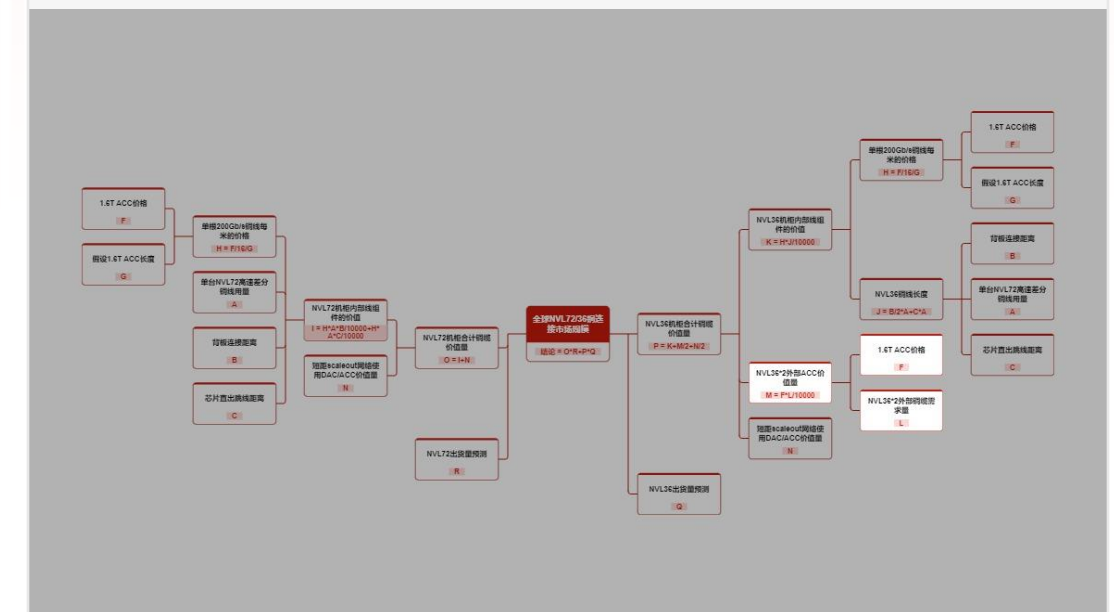 1.6T ACC价格
F
假设1.6T ACC长度
G
单根200Gb/s铜线每
米的价格
H = F/16/G
单台NVL72高速差分
铜线用量
A
背板连接距离
B
芯片直出跳线距离
C
NVL72机柜内部线组
件的价值
I = H*A*B/10000+H*
A*C/10000
短距scaleout网络使
用DAC/ACC价值量
N
NVL72机柜合计铜缆
价值量
O = I+N
NVL72出货量预测
R
全球NVL72/36铜连
接市场规模
结论 = O*R+P*Q
NVL36机柜合计铜缆
价值量
P = K+M/2+N/2
NVL36出货量预测
Q
NVL36机柜内部线组
件的价值
K = H*J/10000
NVL36*2外部ACC价
值量
M = F*L/10000
短距scaleout网络使
用DAC/ACC价值量
N
单根200Gb/s铜线每
米的价格
H = F/16/G
NVL36铜线长度
J = B/2*A+C*A
1.6T ACC价格
F
NVL36*2外部铜缆需
求量
L
1.6T ACC价格
F
假设1.6T ACC长度
G
背板连接距离
B
单台NVL72高速差分
铜线用量
A
芯片直出跳线距离
C